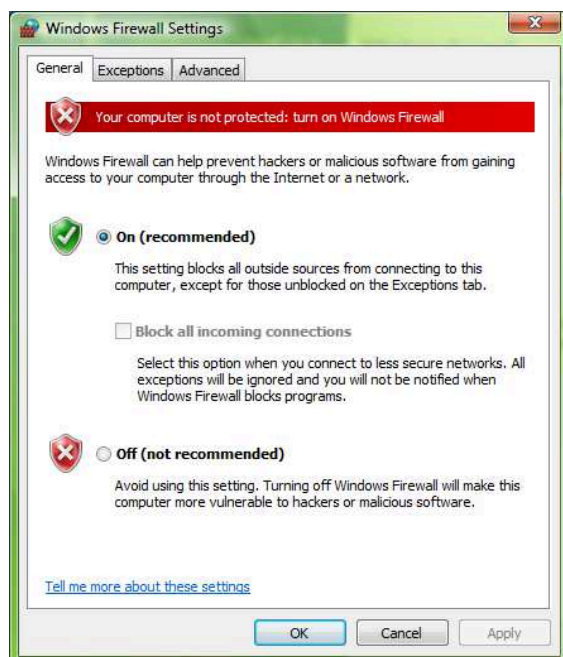 Windows Firewall Settings
General Exceptions Advanced
Your computer is not protected: turn on Windows Firewall
Windows Firewall can help prevent hackers or malicious software from gaining
access to your computer through the Internet or a network.
On (recommended)
This setting blocks all outside sources from connecting to this
computer, except for those unblocked on the Exceptions tab.
Block all incoming connections
Select this option when you connect to less secure networks. All
exceptions will be ignored and you will not be notified when
Windows Firewall blocks programs.
Off (not recommended)
Avoid using this setting. Turning off Windows Firewall will make this
computer more vulnerable to hackers or malicious software.
Tell me more about these settings
OK Cancel Apply